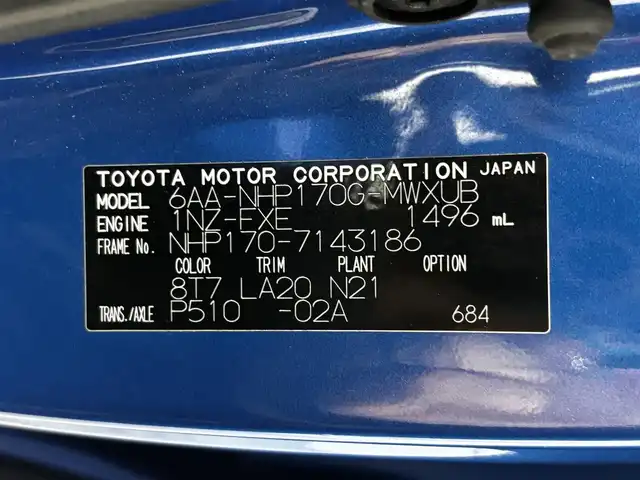 TOYOTA MOTOR CORPORATION JAPAN
MODEL 6AA-NHP170G-MWXUB
ENGINE 1NZ-EXE 1496 mL
FRAME No. NHP170-7143186
COLOR TRIM PLANT OPTION
8T7 LA20 N21
TRANS./AXLE P510 -02A 684